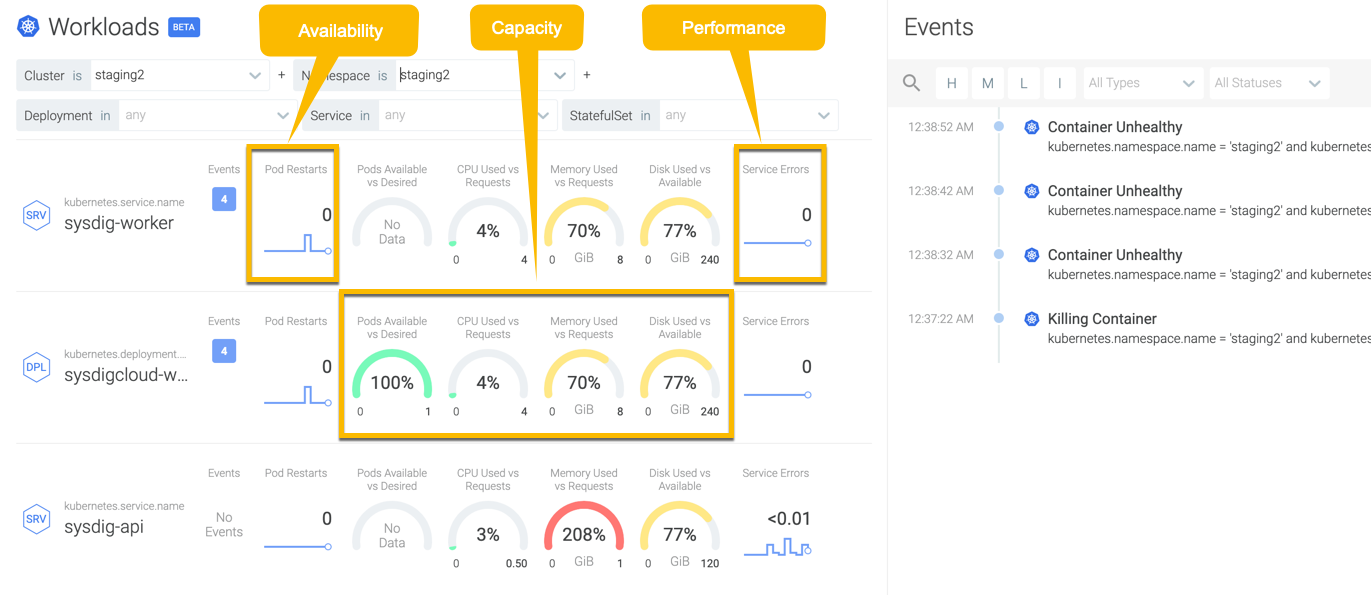 Workloads BETA
Availability
Capacity
Performance
Cluster is staging2 + Namespace is staging2 +
Deployment in any Service in any StatefulSet in any
Events Pod Restarts Pods Available vs Desired CPU Used vs Requests Memory Used vs Requests Disk Used vs Available Service Errors
SRV kubernetes.service.name
sysdig-worker
4 0 No Data 4% 70% 77% 0
0 4 0 GiB 8 0 GiB 240
Events Pod Restarts Pods Available vs Desired CPU Used vs Requests Memory Used vs Requests Disk Used vs Available Service Errors
DPL kubernetes.deployment....
sysdigcloud-w...
4 0 100% 4% 70% 77% 0
0 1 0 4 0 GiB 8 0 GiB 240
Events Pod Restarts Pods Available vs Desired CPU Used vs Requests Memory Used vs Requests Disk Used vs Available Service Errors
SRV kubernetes.service.name
sysdig-api
No Events 0 No Data 3% 208% 77% <0.01
0 0.50 0 GiB 1 0 GiB 120
Events
H M L I All Types All Statuses
12:38:52 AM Container Unhealthy
kubernetes.namespace.name = 'staging2' and kubernetes
12:38:42 AM Container Unhealthy
kubernetes.namespace.name = 'staging2' and kubernetes
12:38:32 AM Container Unhealthy
kubernetes.namespace.name = 'staging2' and kubernetes
12:37:22 AM Killing Container
kubernetes.namespace.name = 'staging2' and kubernetes